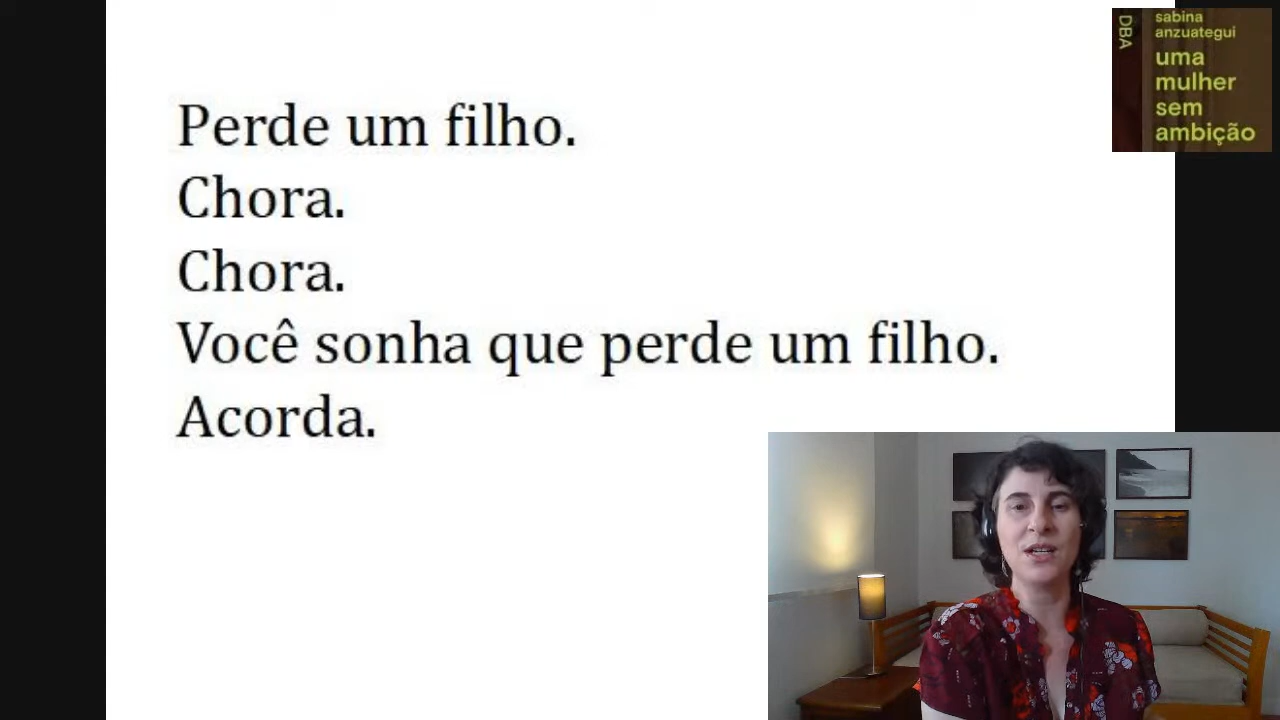 Perde um filho.
Chora.
Chora.
Você sonha que perde um filho.
Acorda.
DBA
sabina
anzuategui
uma
mulher
sem
ambição